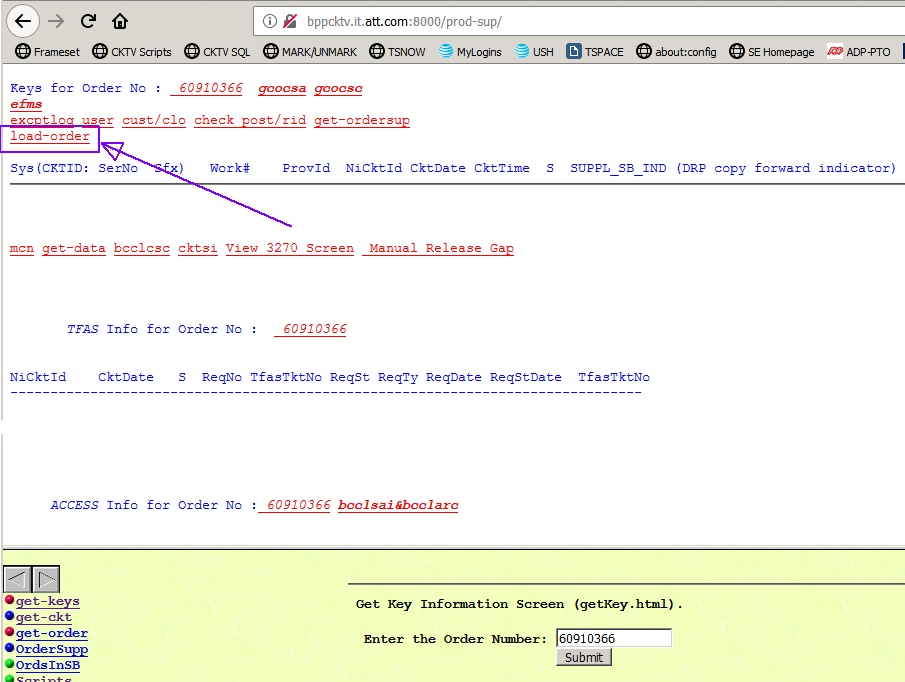 bppcktv.it.att.com:8000/prod-sup/
Frameset CKTV Scripts CKTV SQL MARK/UNMARK TSNOW MyLogins USH TSPACE about:config SE Homepage ADP-PTO
Keys for Order No : 60910366 gcocsa gcocsc
efms
excptlog user cust/clo check post/rid get-ordersup
load-order
Sys(CKTID: SerNo Sfx) Work# ProvId NiCktId CktDate CktTime S SUPPL_SB_IND (DRP copy forward indicator)
mcn get-data bcclcsc cktsi View 3270 Screen Manual Release Gap
TFAS Info for Order No : 60910366
NiCktId CktDate S ReqNo TfasTktNo ReqSt ReqTy ReqDate ReqStDate TfasTktNo
ACCESS Info for Order No : 60910366 bcclsai&bcclarc
get-keys
get-ckt
get-order
OrderSupp
OrdsInSB
Scripts
Get Key Information Screen (getKey.html).
Enter the Order Number: 60910366
Submit